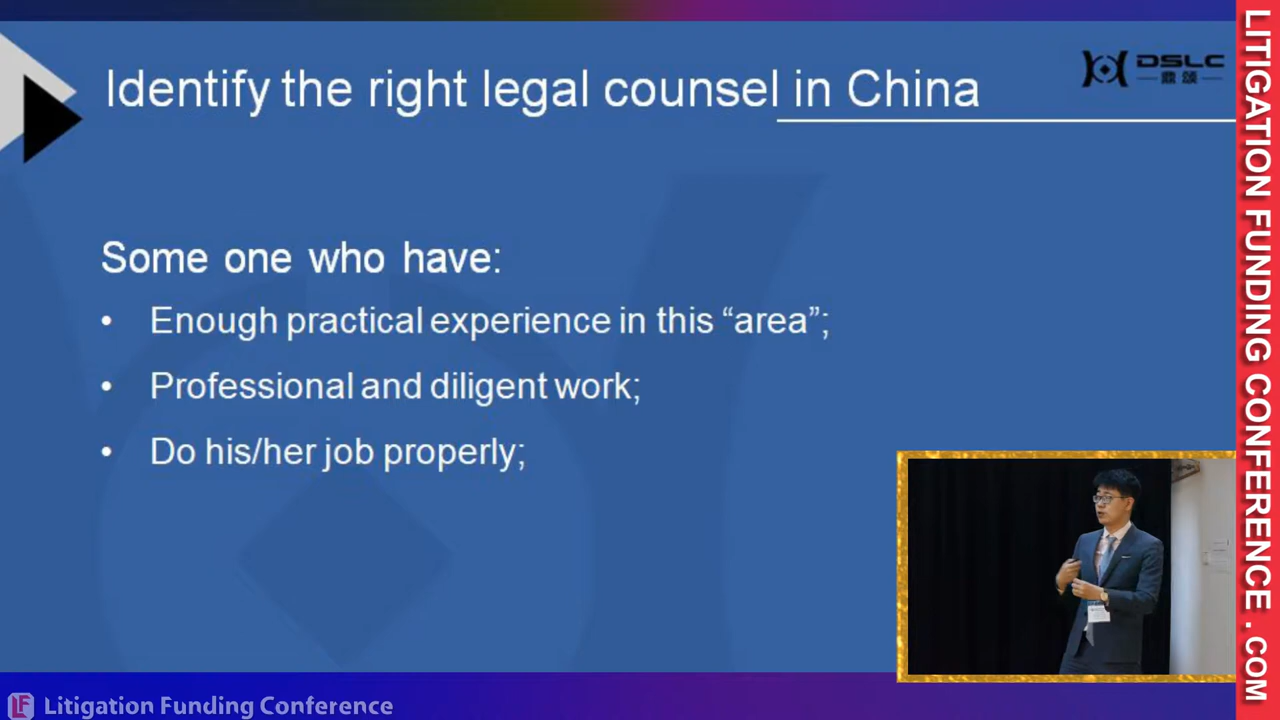 Identify the right legal counsel in China
DSLC
鼎颂
Some one who have:
• Enough practical experience in this “area”;
• Professional and diligent work;
• Do his/her job properly;
LF Litigation Funding Conference
LITIGATION FUNDING CONFERENCE . COM